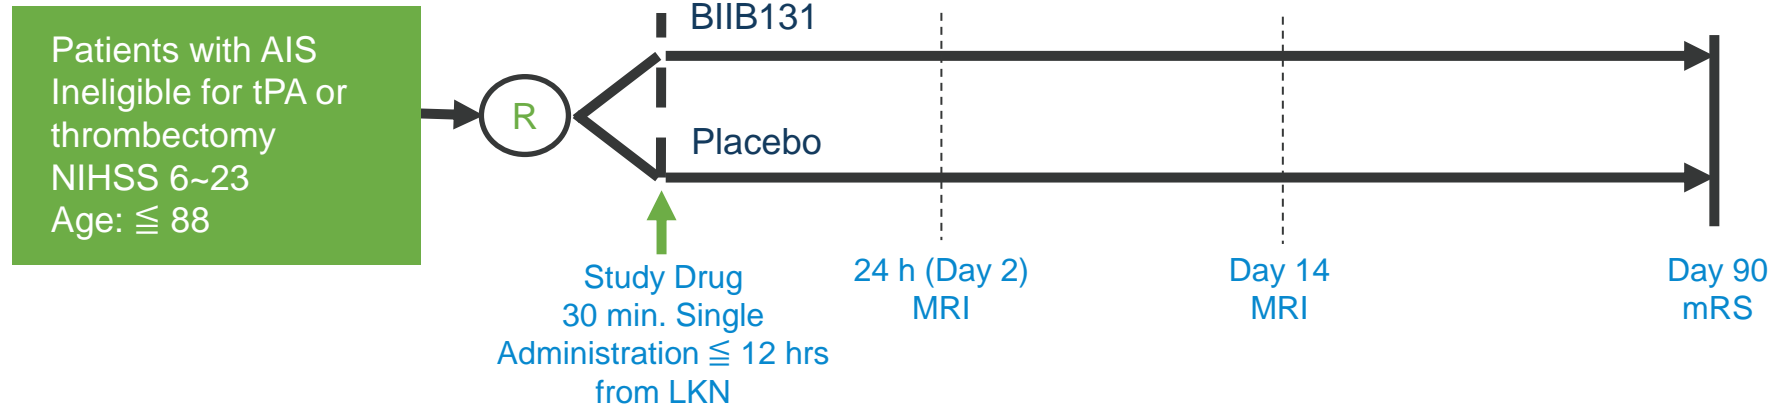 Patients with AIS
Ineligible for tPA or
thrombectomy
NIHSS 6~23
Age: ≦ 88
R
BIIB131
Placebo
Study Drug
30 min. Single
Administration ≦ 12 hrs
from LKN
24 h (Day 2)
MRI
Day 14
MRI
Day 90
mRS